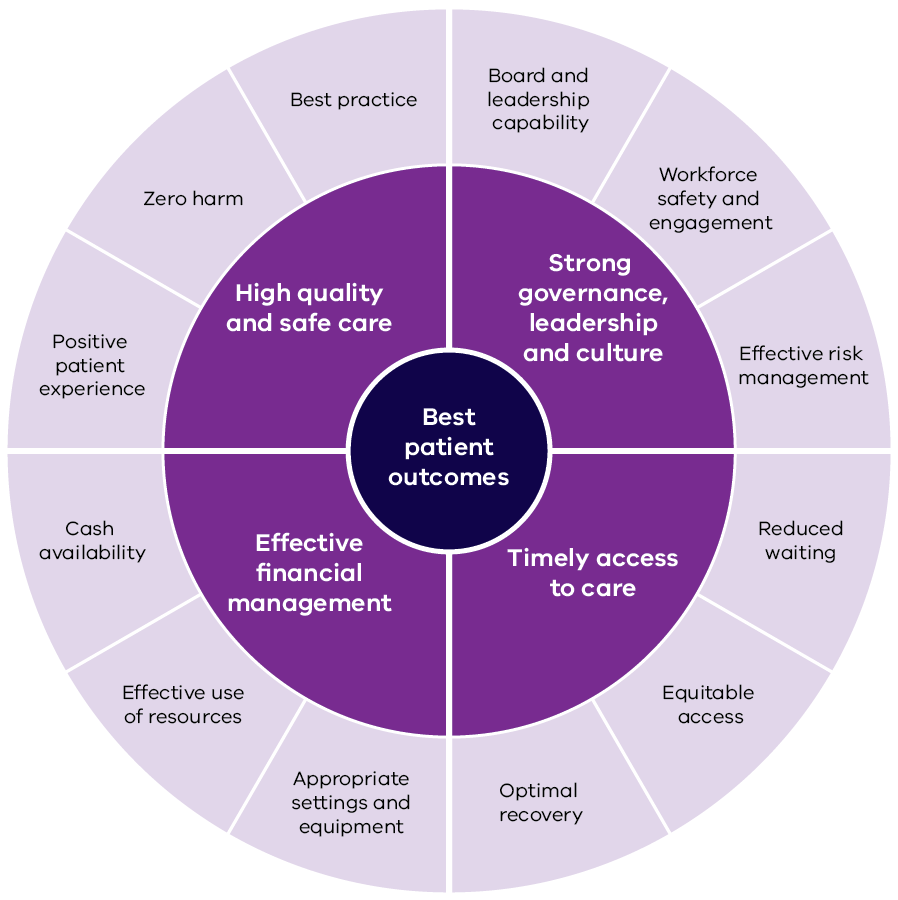 Best practice
Board and
leadership
capability
Workforce
safety and
engagement
Effective risk
management
Reduced
waiting
Equitable
access
Optimal
recovery
Appropriate
settings and
equipment
Effective use
of resources
Cash
availability
Positive
patient
experience
Zero harm
High quality
and safe care
Strong
governance,
leadership
and culture
Timely access
to care
Effective
financial
management
Best
patient
outcomes